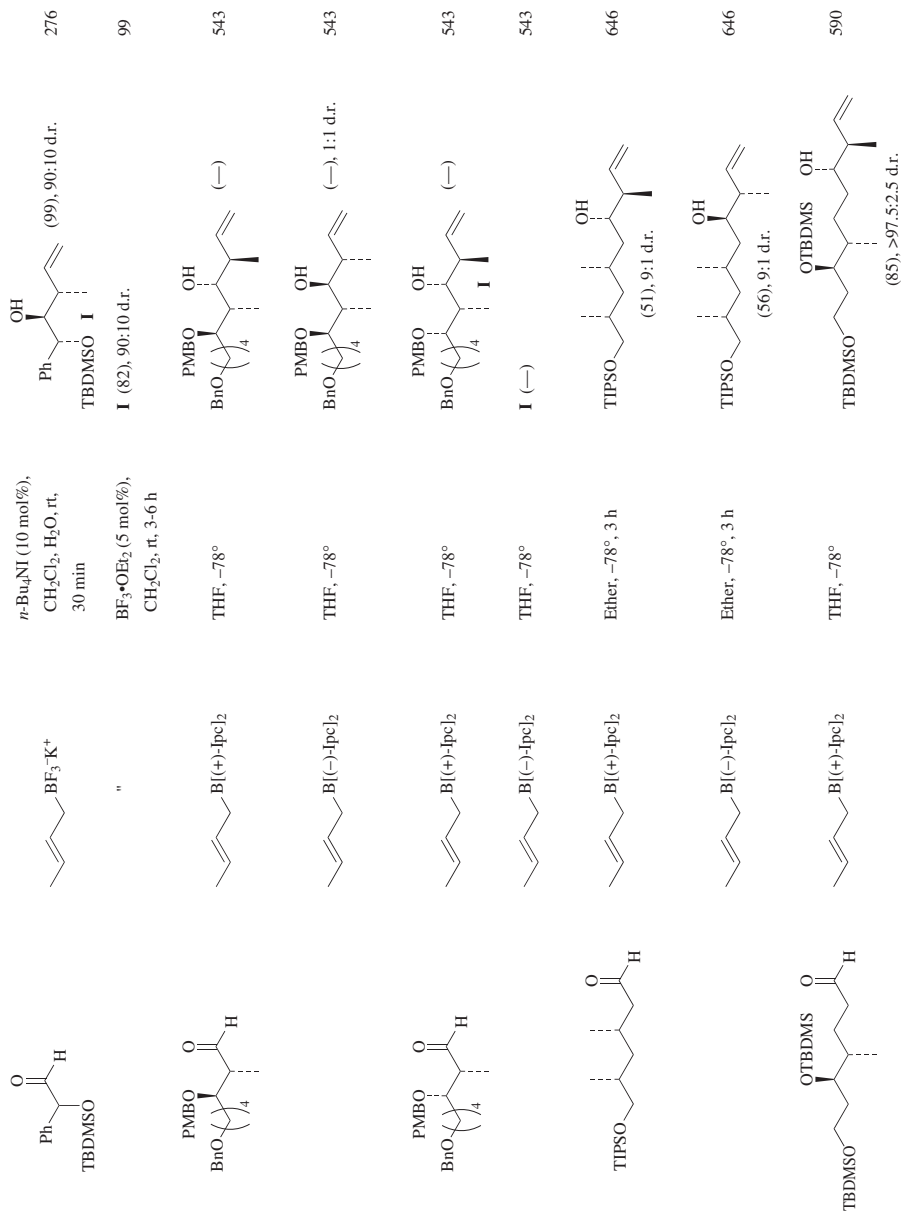 Ph
O
H
TBDMSO
BF₃⁻K⁺
n-Bu₄NI (10 mol%),
CH₂Cl₂, H₂O, rt,
30 min
Ph
OH
TBDMSO
I
(99), 90:10 d.r.
276
"
BF₃•OEt₂ (5 mol%),
CH₂Cl₂, rt, 3-6 h
I (82), 90:10 d.r.
99
PMBO
O
BnO
4
H
B[(+)-Ipc]₂
THF, –78°
PMBO
OH
BnO
4
(—)
543
B[(–)-Ipc]₂
THF, –78°
PMBO
OH
BnO
4
(—), 1:1 d.r.
543
PMBO
O
BnO
4
H
B[(+)-Ipc]₂
THF, –78°
PMBO
OH
BnO
4
I
(—)
543
B[(–)-Ipc]₂
THF, –78°
I (—)
543
TIPSO
O
H
B[(+)-Ipc]₂
Ether, –78°, 3 h
TIPSO
OH
(51), 9:1 d.r.
646
B[(–)-Ipc]₂
Ether, –78°, 3 h
TIPSO
OH
(56), 9:1 d.r.
646
TBDMSO
OTBDMS
O
H
B[(+)-Ipc]₂
THF, –78°
TBDMSO
OTBDMS
OH
(85), >97.5:2.5 d.r.
590